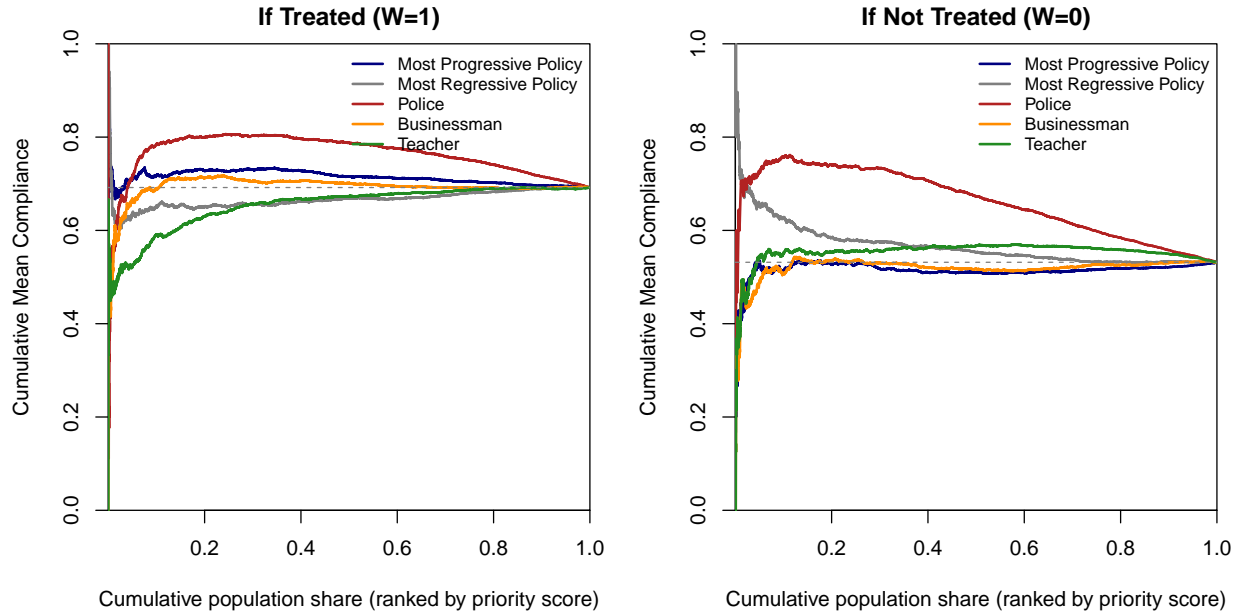 If Treated (W=1)
Cumulative Mean Compliance
1.0
0.8
0.6
0.4
0.2
0.0
Most Progressive Policy
Most Regressive Policy
Police
Businessman
Teacher
0.2 0.4 0.6 0.8 1.0
Cumulative population share (ranked by priority score)
If Not Treated (W=0)
Cumulative Mean Compliance
1.0
0.8
0.6
0.4
0.2
0.0
Most Progressive Policy
Most Regressive Policy
Police
Businessman
Teacher
0.2 0.4 0.6 0.8 1.0
Cumulative population share (ranked by priority score)